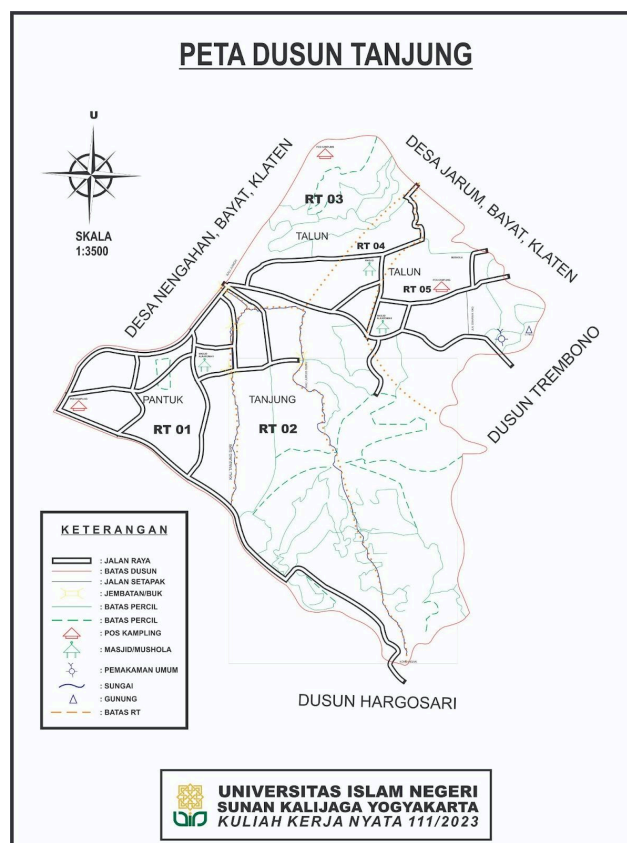 PETA DUSUN TANJUNG
U
SKALA
1:3500
DESA NENGAHAN, BAYAT, KLATEN
DESA JARUM, BAYAT, KLATEN
RT 03
TALUN
RT 04
TALUN
RT 05
DUSUN TREMBONO
PANTUK
RT 01
TANJUNG
RT 02
DUSUN HARGOSARI
KETERANGAN
: JALAN RAYA
: BATAS DUSUN
: JALAN SETAPAK
: JEMBATAN/BUK
: BATAS PERCIL
: BATAS PERCIL
: POS KAMPLING
: MASJID/MUSHOLA
: PEMAKAMAN UMUM
: SUNGAI
: GUNUNG
: BATAS RT
UNIVERSITAS ISLAM NEGERI
SUNAN KALIJAGA YOGYAKARTA
KULIAH KERJA NYATA 111/2023